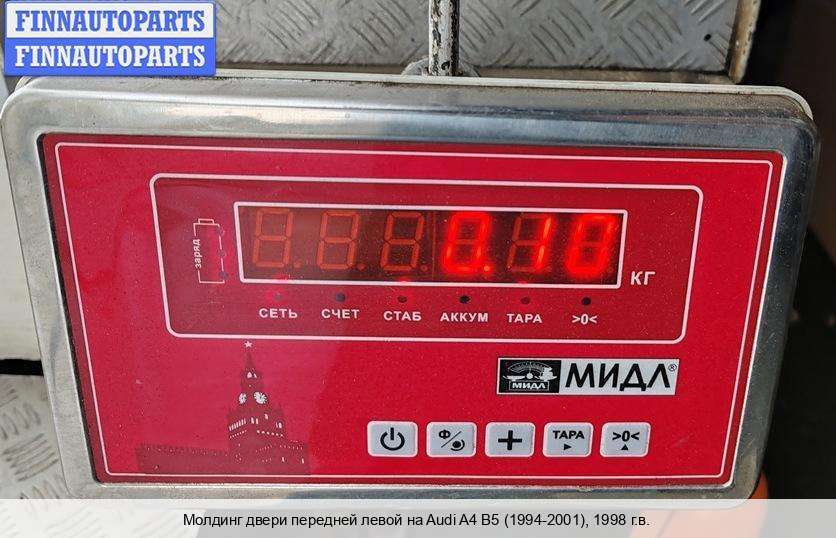 FINNAUTOPARTS
FINNAUTOPARTS
заряд
0.10
КГ
СЕТЬ СЧЕТ СТАБ АККУМ ТАРА >0<
МИДЛ МИДЛ®
Ф ТАРА >0<
Молдинг двери передней левой на Audi A4 B5 (1994-2001), 1998 г.в.